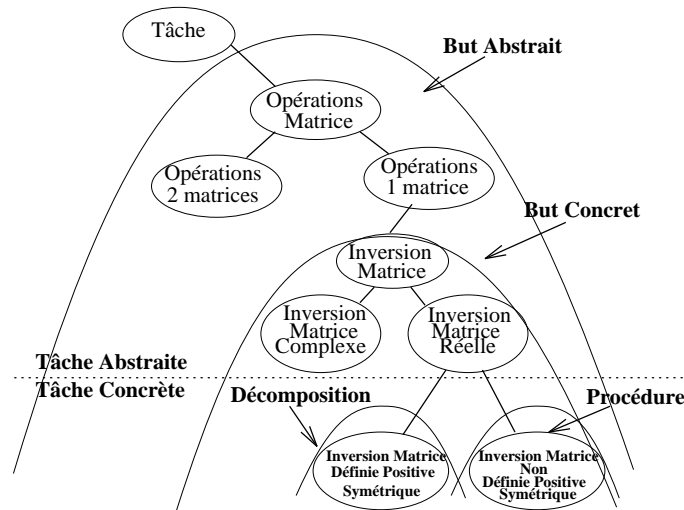 Tâche
But Abstrait
Opérations
Matrice
Opérations
2 matrices
Opérations
1 matrice
But Concret
Inversion
Matrice
Inversion
Matrice
Complexe
Inversion
Matrice
Réelle
Tâche Abstraite
Tâche Concrète
Décomposition
Procédure
Inversion Matrice
Définie Positive
Symétrique
Inversion Matrice
Non
Définie Positive
Symétrique